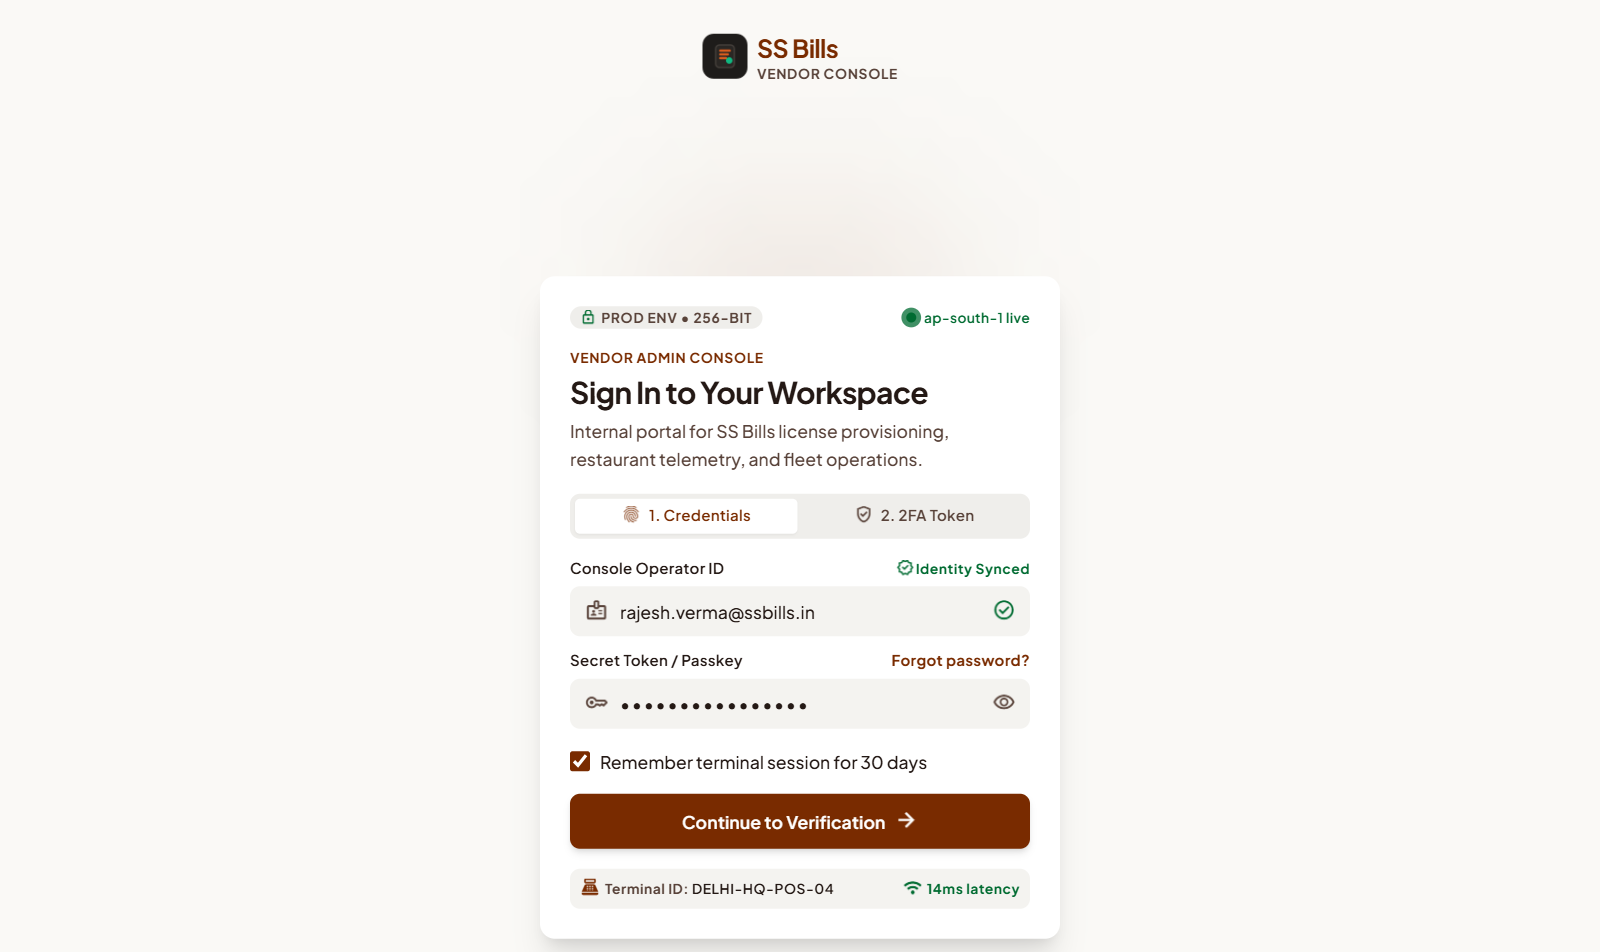 SS Bills
VENDOR CONSOLE
PROD ENV • 256-BIT
ap-south-1 live
VENDOR ADMIN CONSOLE
Sign In to Your Workspace
Internal portal for SS Bills license provisioning,
restaurant telemetry, and fleet operations.
1. Credentials
2. 2FA Token
Console Operator ID
Identity Synced
rajesh.verma@ssbills.in
Secret Token / Passkey
Forgot password?
••••••••••••••••
Remember terminal session for 30 days
Continue to Verification →
Terminal ID: DELHI-HQ-POS-04
14ms latency